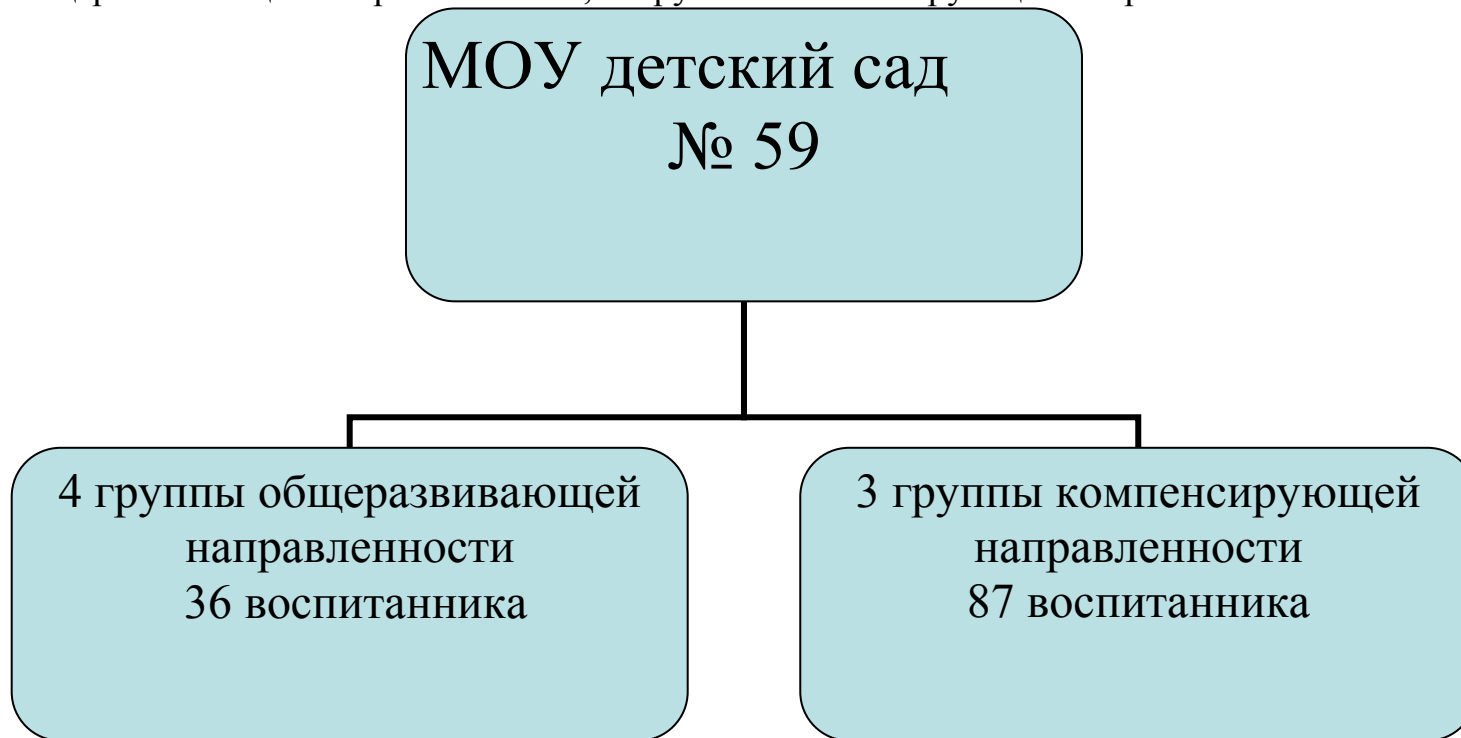 МОУ детский сад
№ 59
4 группы общеразвивающей
направленности
36 воспитанника
3 группы компенсирующей
направленности
87 воспитанника